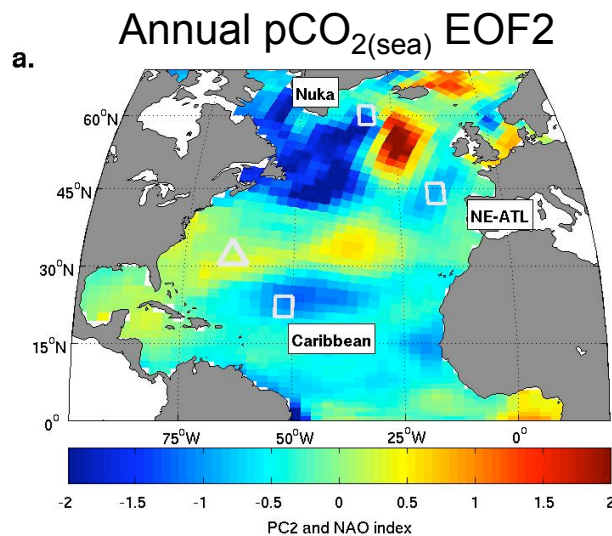 Annual pCO₂(sea) EOF2
a.
Nuka
60°N
45°N
NE-ATL
30°N
Caribbean
15°N
0°
75°W 50°W 25°W 0°
-2 -1.5 -1 -0.5 0 0.5 1 1.5 2
PC2 and NAO index